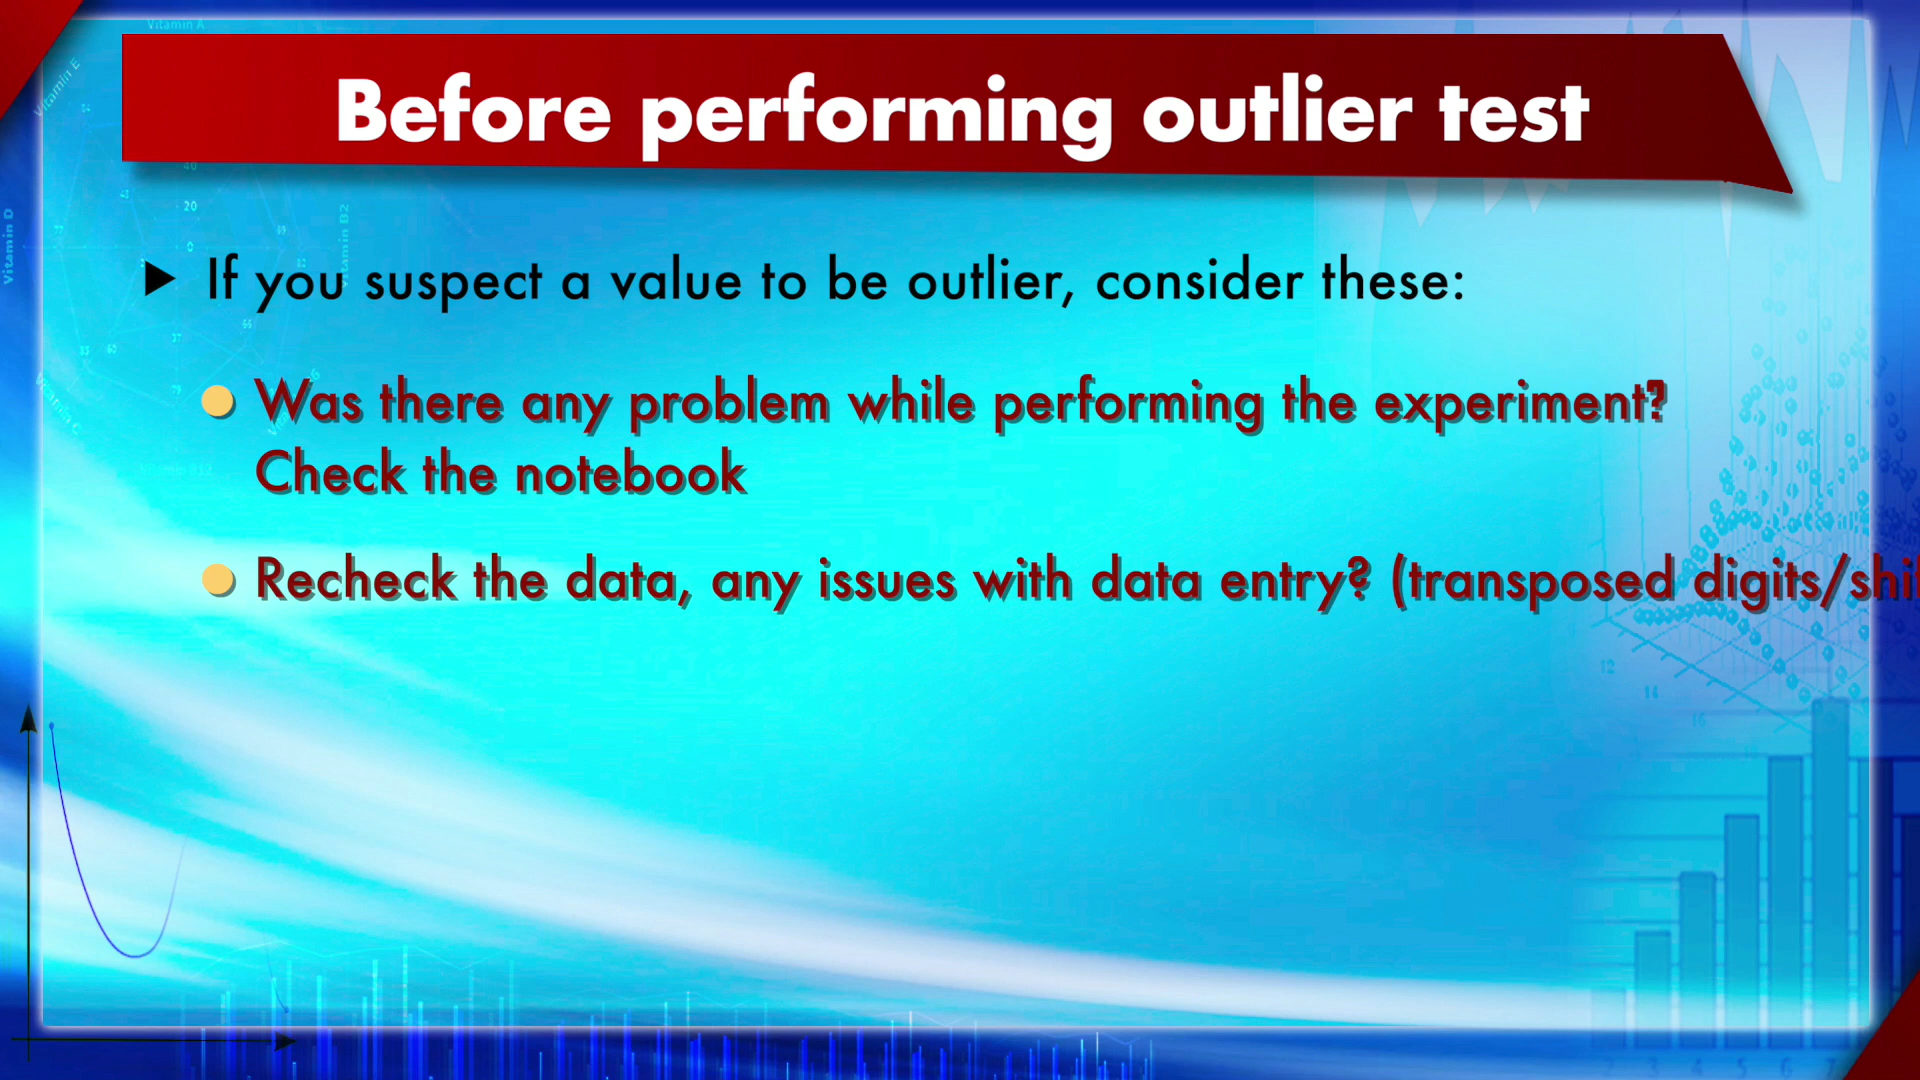 Before performing outlier test
If you suspect a value to be outlier, consider these:
Was there any problem while performing the experiment?
Check the notebook
Recheck the data, any issues with data entry? (transposed digits/